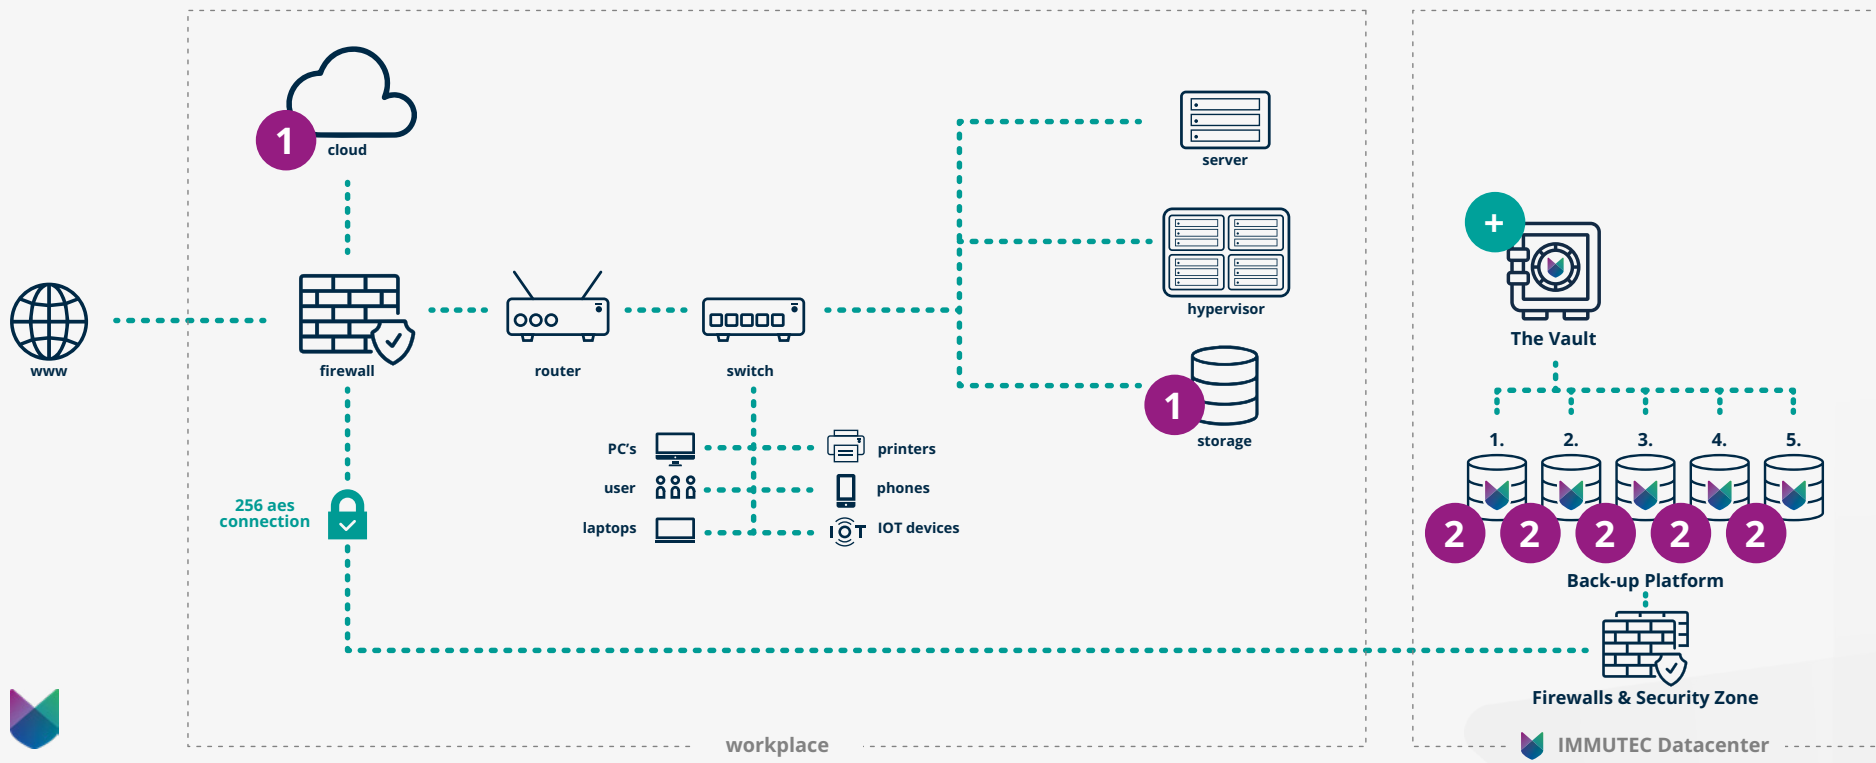 1
cloud
server
+
hypervisor
The Vault
www
firewall
router
switch
1
storage
1. 2. 3. 4. 5.
PC’s
printers
user
phones
laptops
IOT
IOT devices
256 aes
connection
2 2 2 2 2
Back-up Platform
Firewalls & Security Zone
workplace
IMMUTEC Datacenter